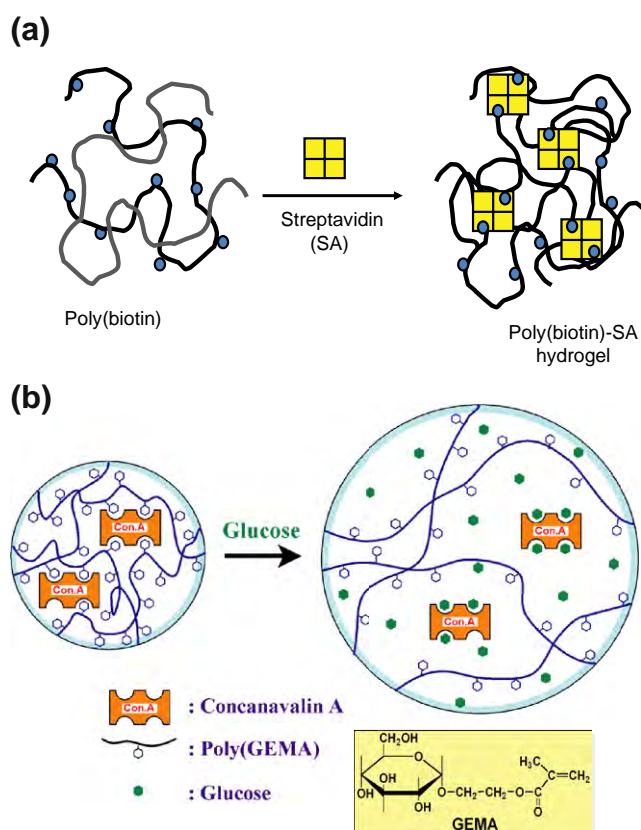 (a)
Streptavidin
(SA)
Poly(biotin)
Poly(biotin)-SA
hydrogel
(b)
Con.A
Con.A
Glucose
Con.A
Con.A
: Concanavalin A
Con.A
: Poly(GEMA)
: Glucose
CH₂OH
O
OH
OH
OH
O–CH₂–CH₂–O
H₃C
C=CH₂
C
O
GEMA